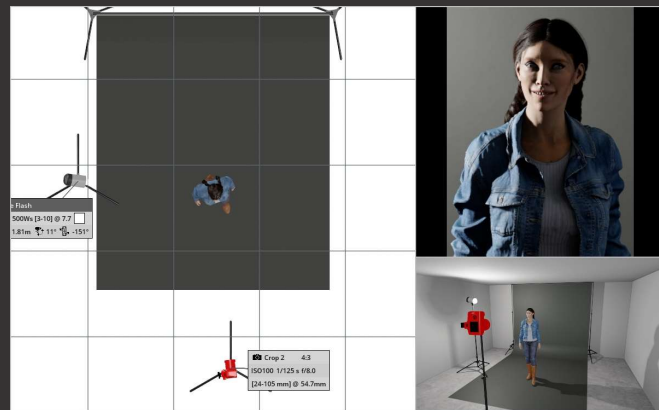 e Flash
500Ws [3-10] @ 7.7
1.81m 11° -151°
Crop 2 4:3
ISO100 1/125 s f/8.0
[24-105 mm] @ 54.7mm